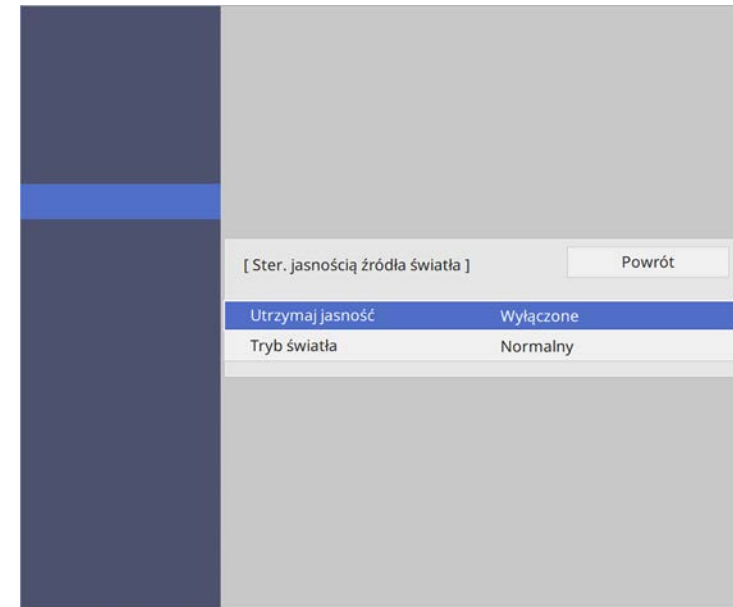 [ Ster. jasnością źródła światła ] Powrót
Utrzymaj jasność Wyłączone
Tryb światła Normalny